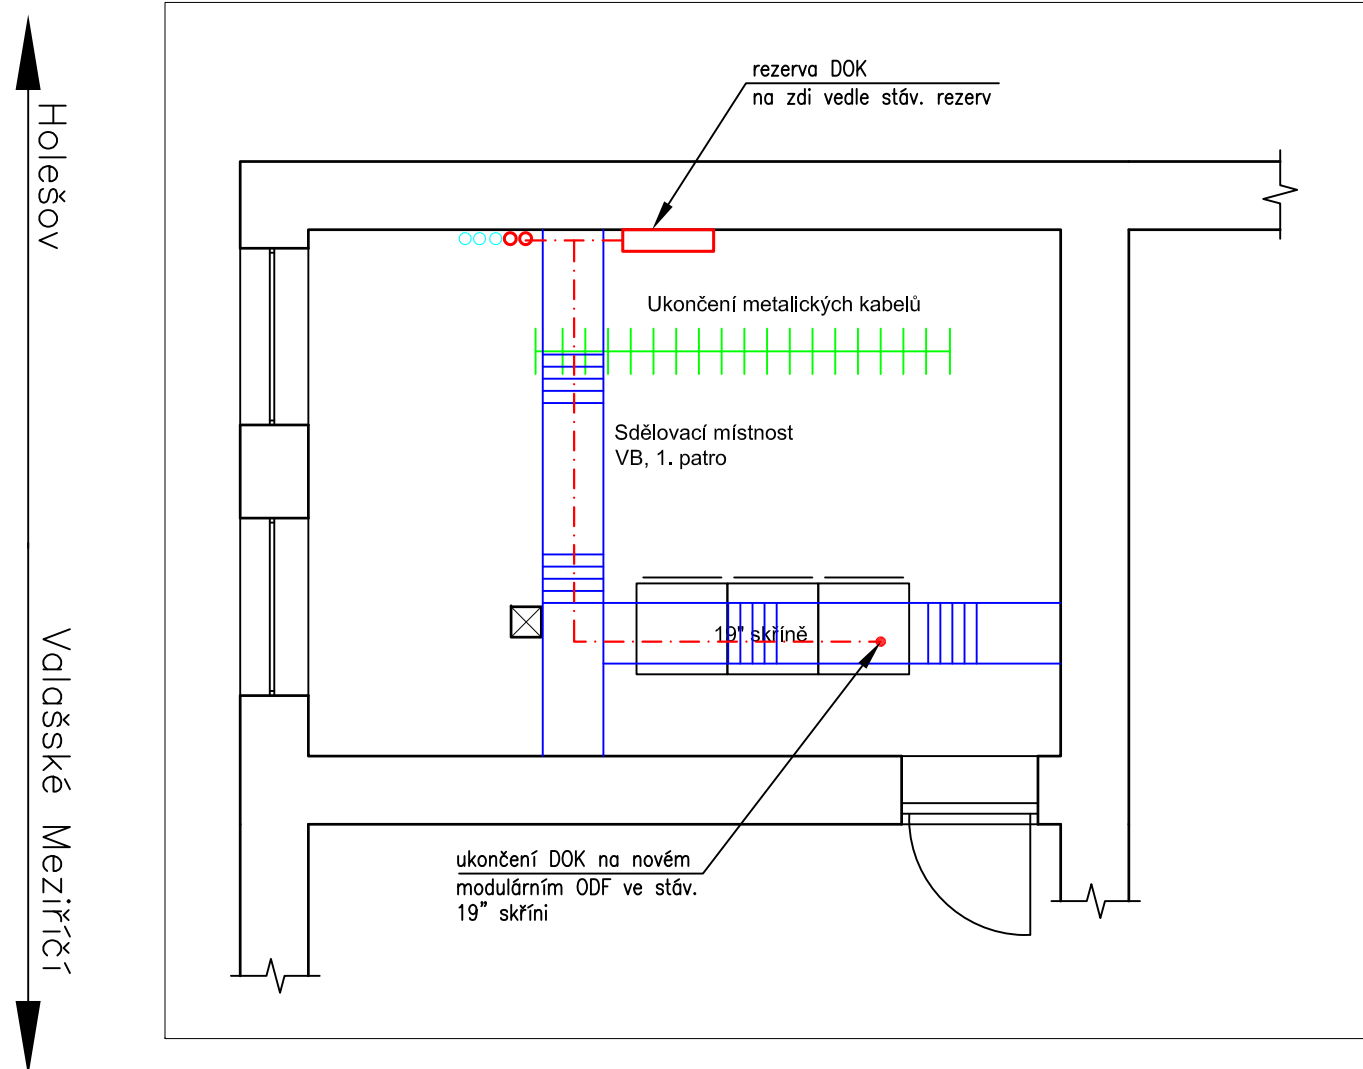 rezerva DOK
na zdi vedle stáv. rezerv
Holešov
Ukončení metalických kabelů
Sdělovací místnost
VB, 1. patro
19" skříně
Valašské Meziříčí
ukončení DOK na novém
modulárním ODF ve stáv.
19" skříni